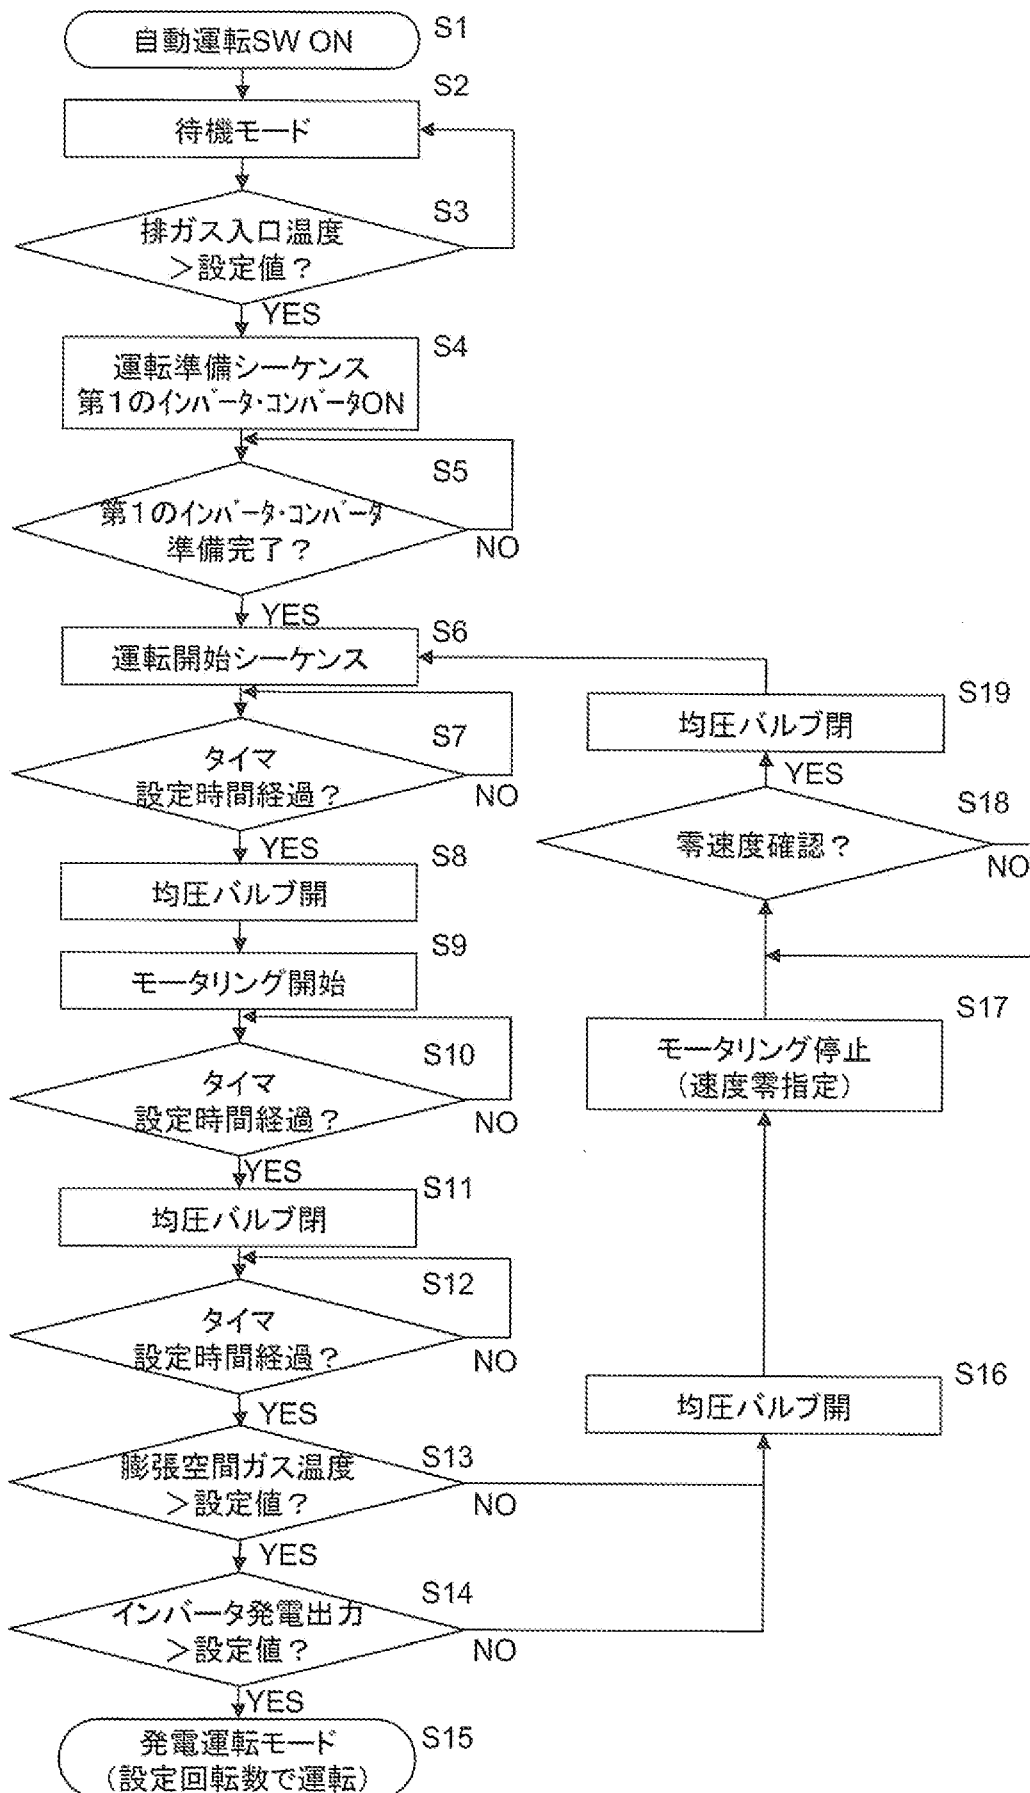 自動運転SW ON
S1
S2
待機モード
S3
排ガス入口温度
＞設定値？
YES
S4
運転準備シーケンス
第1のインバータ・コンバータON
S5
第1のインバータ・コンバータ
準備完了？
NO
YES
S6
運転開始シーケンス
S7
タイマ
設定時間経過？
NO
YES
S8
均圧バルブ開
S9
モータリング開始
S10
タイマ
設定時間経過？
NO
YES
S11
均圧バルブ閉
S12
タイマ
設定時間経過？
NO
YES
S13
膨張空間ガス温度
＞設定値？
NO
YES
S14
インバータ発電出力
＞設定値？
NO
YES
S15
発電運転モード
（設定回転数で運転）
S19
均圧バルブ閉
YES
S18
零速度確認？
NO
S17
モータリング停止
（速度零指定）
S16
均圧バルブ開